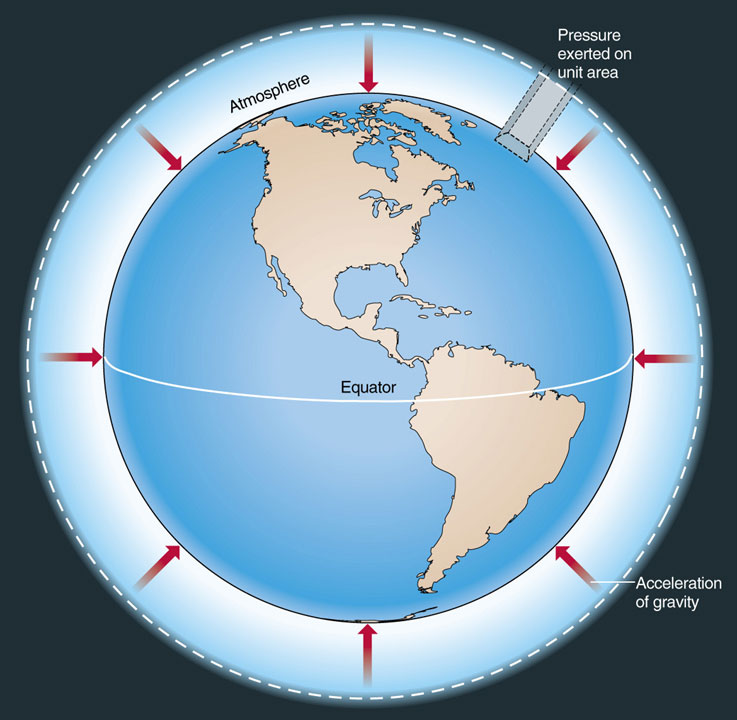 Pressure
exerted on
unit area
Atmosphere
Equator
Acceleration
of gravity